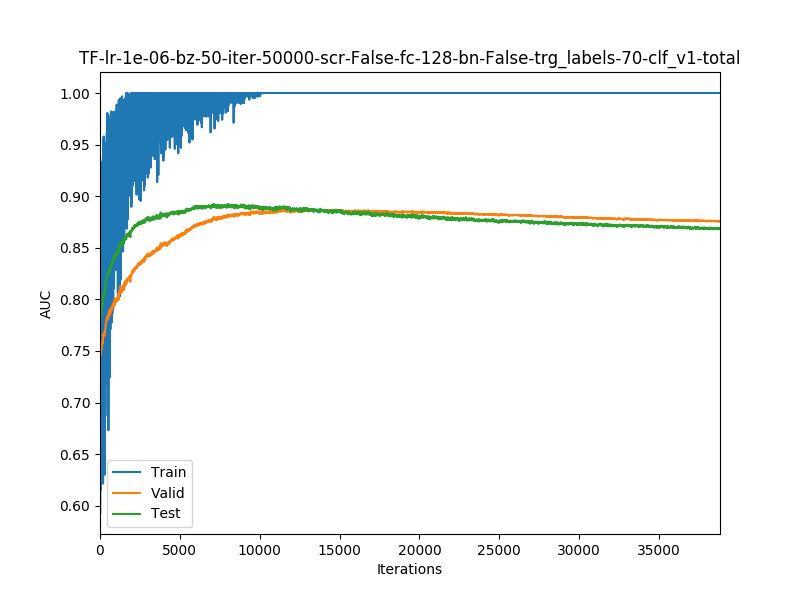 TF-lr-1e-06-bz-50-iter-50000-scr-False-fc-128-bn-False-trg_labels-70-clf_v1-total
1.00
0.95
0.90
0.85
0.80
0.75
0.70
0.65
0.60
AUC
Train
Valid
Test
0 5000 10000 15000 20000 25000 30000 35000
Iterations